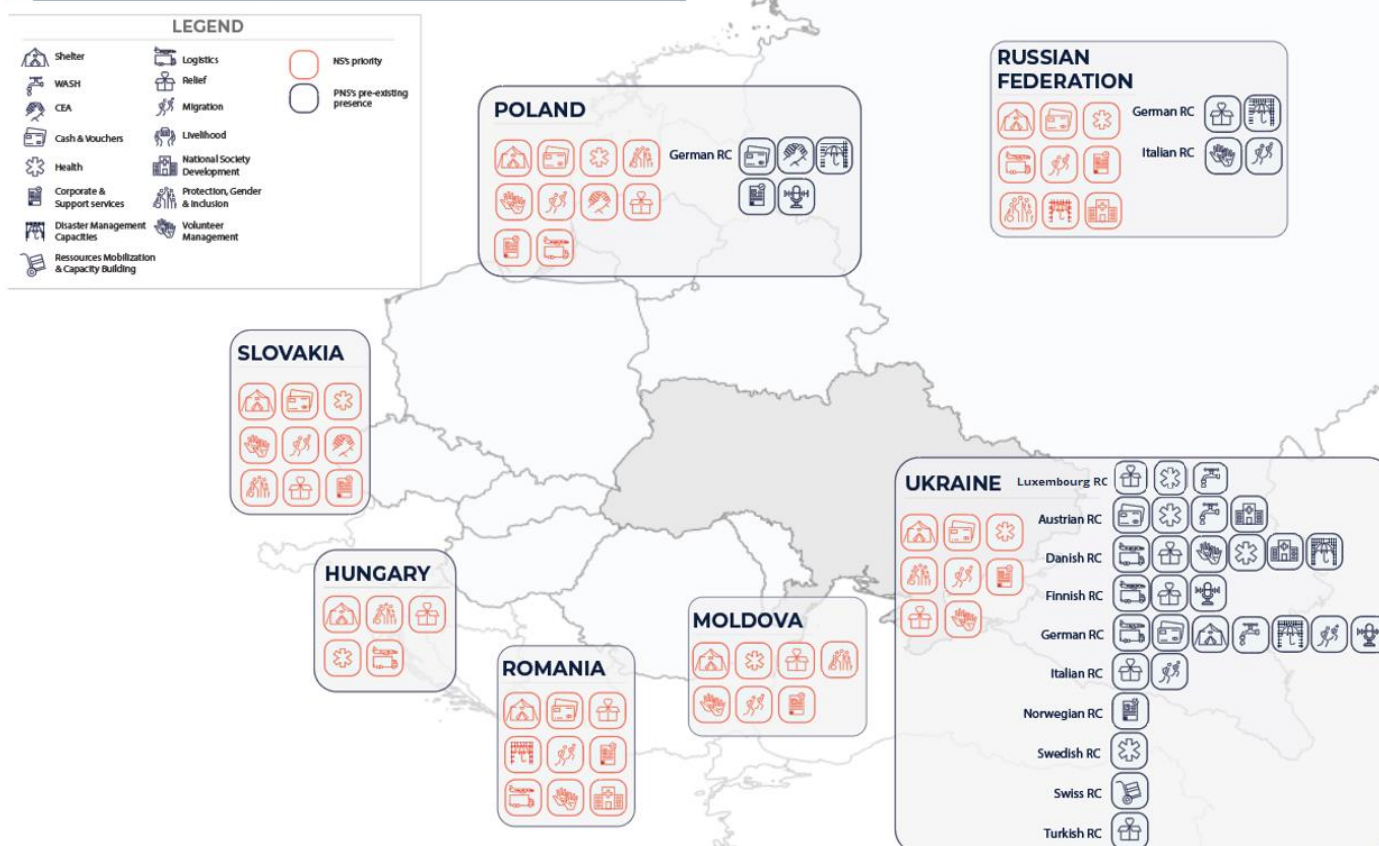 LEGEND
Shelter
WASH
CEA
Cash & Vouchers
Health
Corporate &
Support services
Disaster Management
Capacities
Ressources Mobilization
& Capacity Building
Logistics
Relief
Migration
Livelihood
National Society
Development
Protection, Gender
& Inclusion
Volunteer
Management
NS's priority
PNS's pre-existing
presence
POLAND
German RC
RUSSIAN
FEDERATION
German RC
Italian RC
SLOVAKIA
HUNGARY
ROMANIA
MOLDOVA
UKRAINE
Luxembourg RC
Austrian RC
Danish RC
Finnish RC
German RC
Italian RC
Norwegian RC
Swedish RC
Swiss RC
Turkish RC